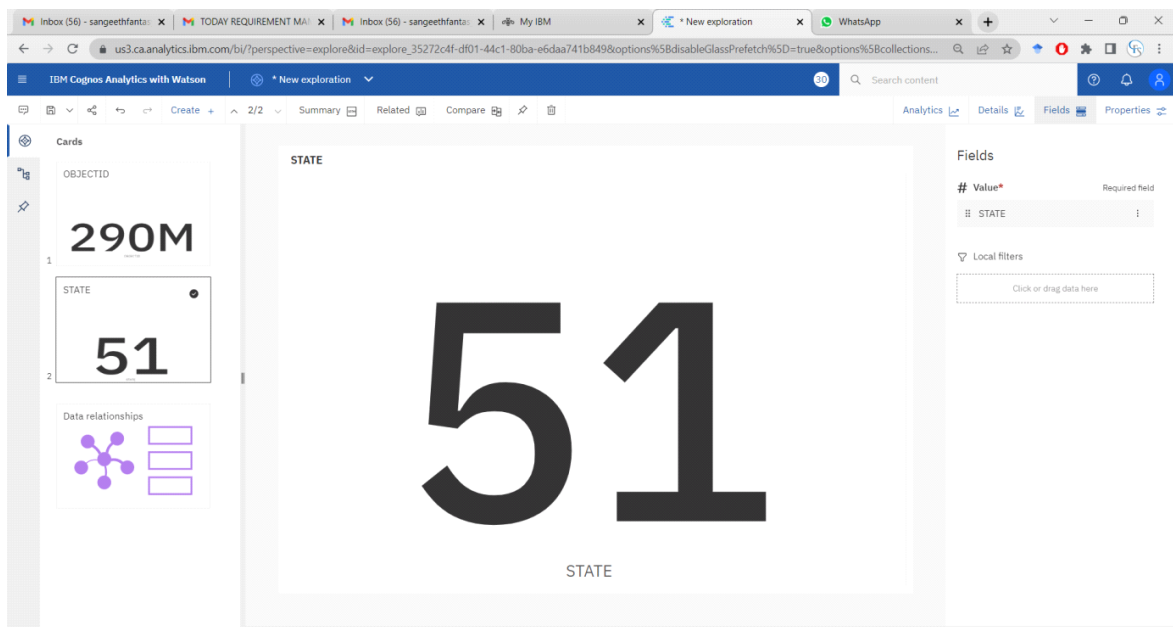 Inbox (56) - sangeethfantas
TODAY REQUIREMENT MAI
Inbox (56) - sangeethfantas
My IBM
* New exploration
WhatsApp
us3.ca.analytics.ibm.com/bi/?perspective=explore&id=explore_35272c4f-df01-44c1-80ba-e6daa741b849&options%5BdisableGlassPrefetch%5D=true&options%5Bcollections...
IBM Cognos Analytics with Watson
* New exploration
30
Search content
Create +
2/2
Summary
Related
Compare
Analytics
Details
Fields
Properties
Cards
OBJECTID
290M
1
STATE
51
2
Data relationships
STATE
51
STATE
Fields
# Value*
Required field
STATE
Local filters
Click or drag data here